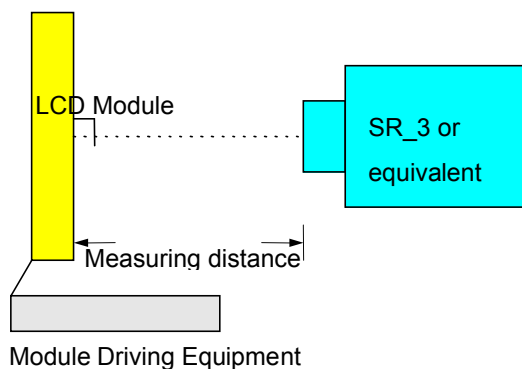 LCD Module
SR_3 or
equivalent
Measuring distance
Module Driving Equipment